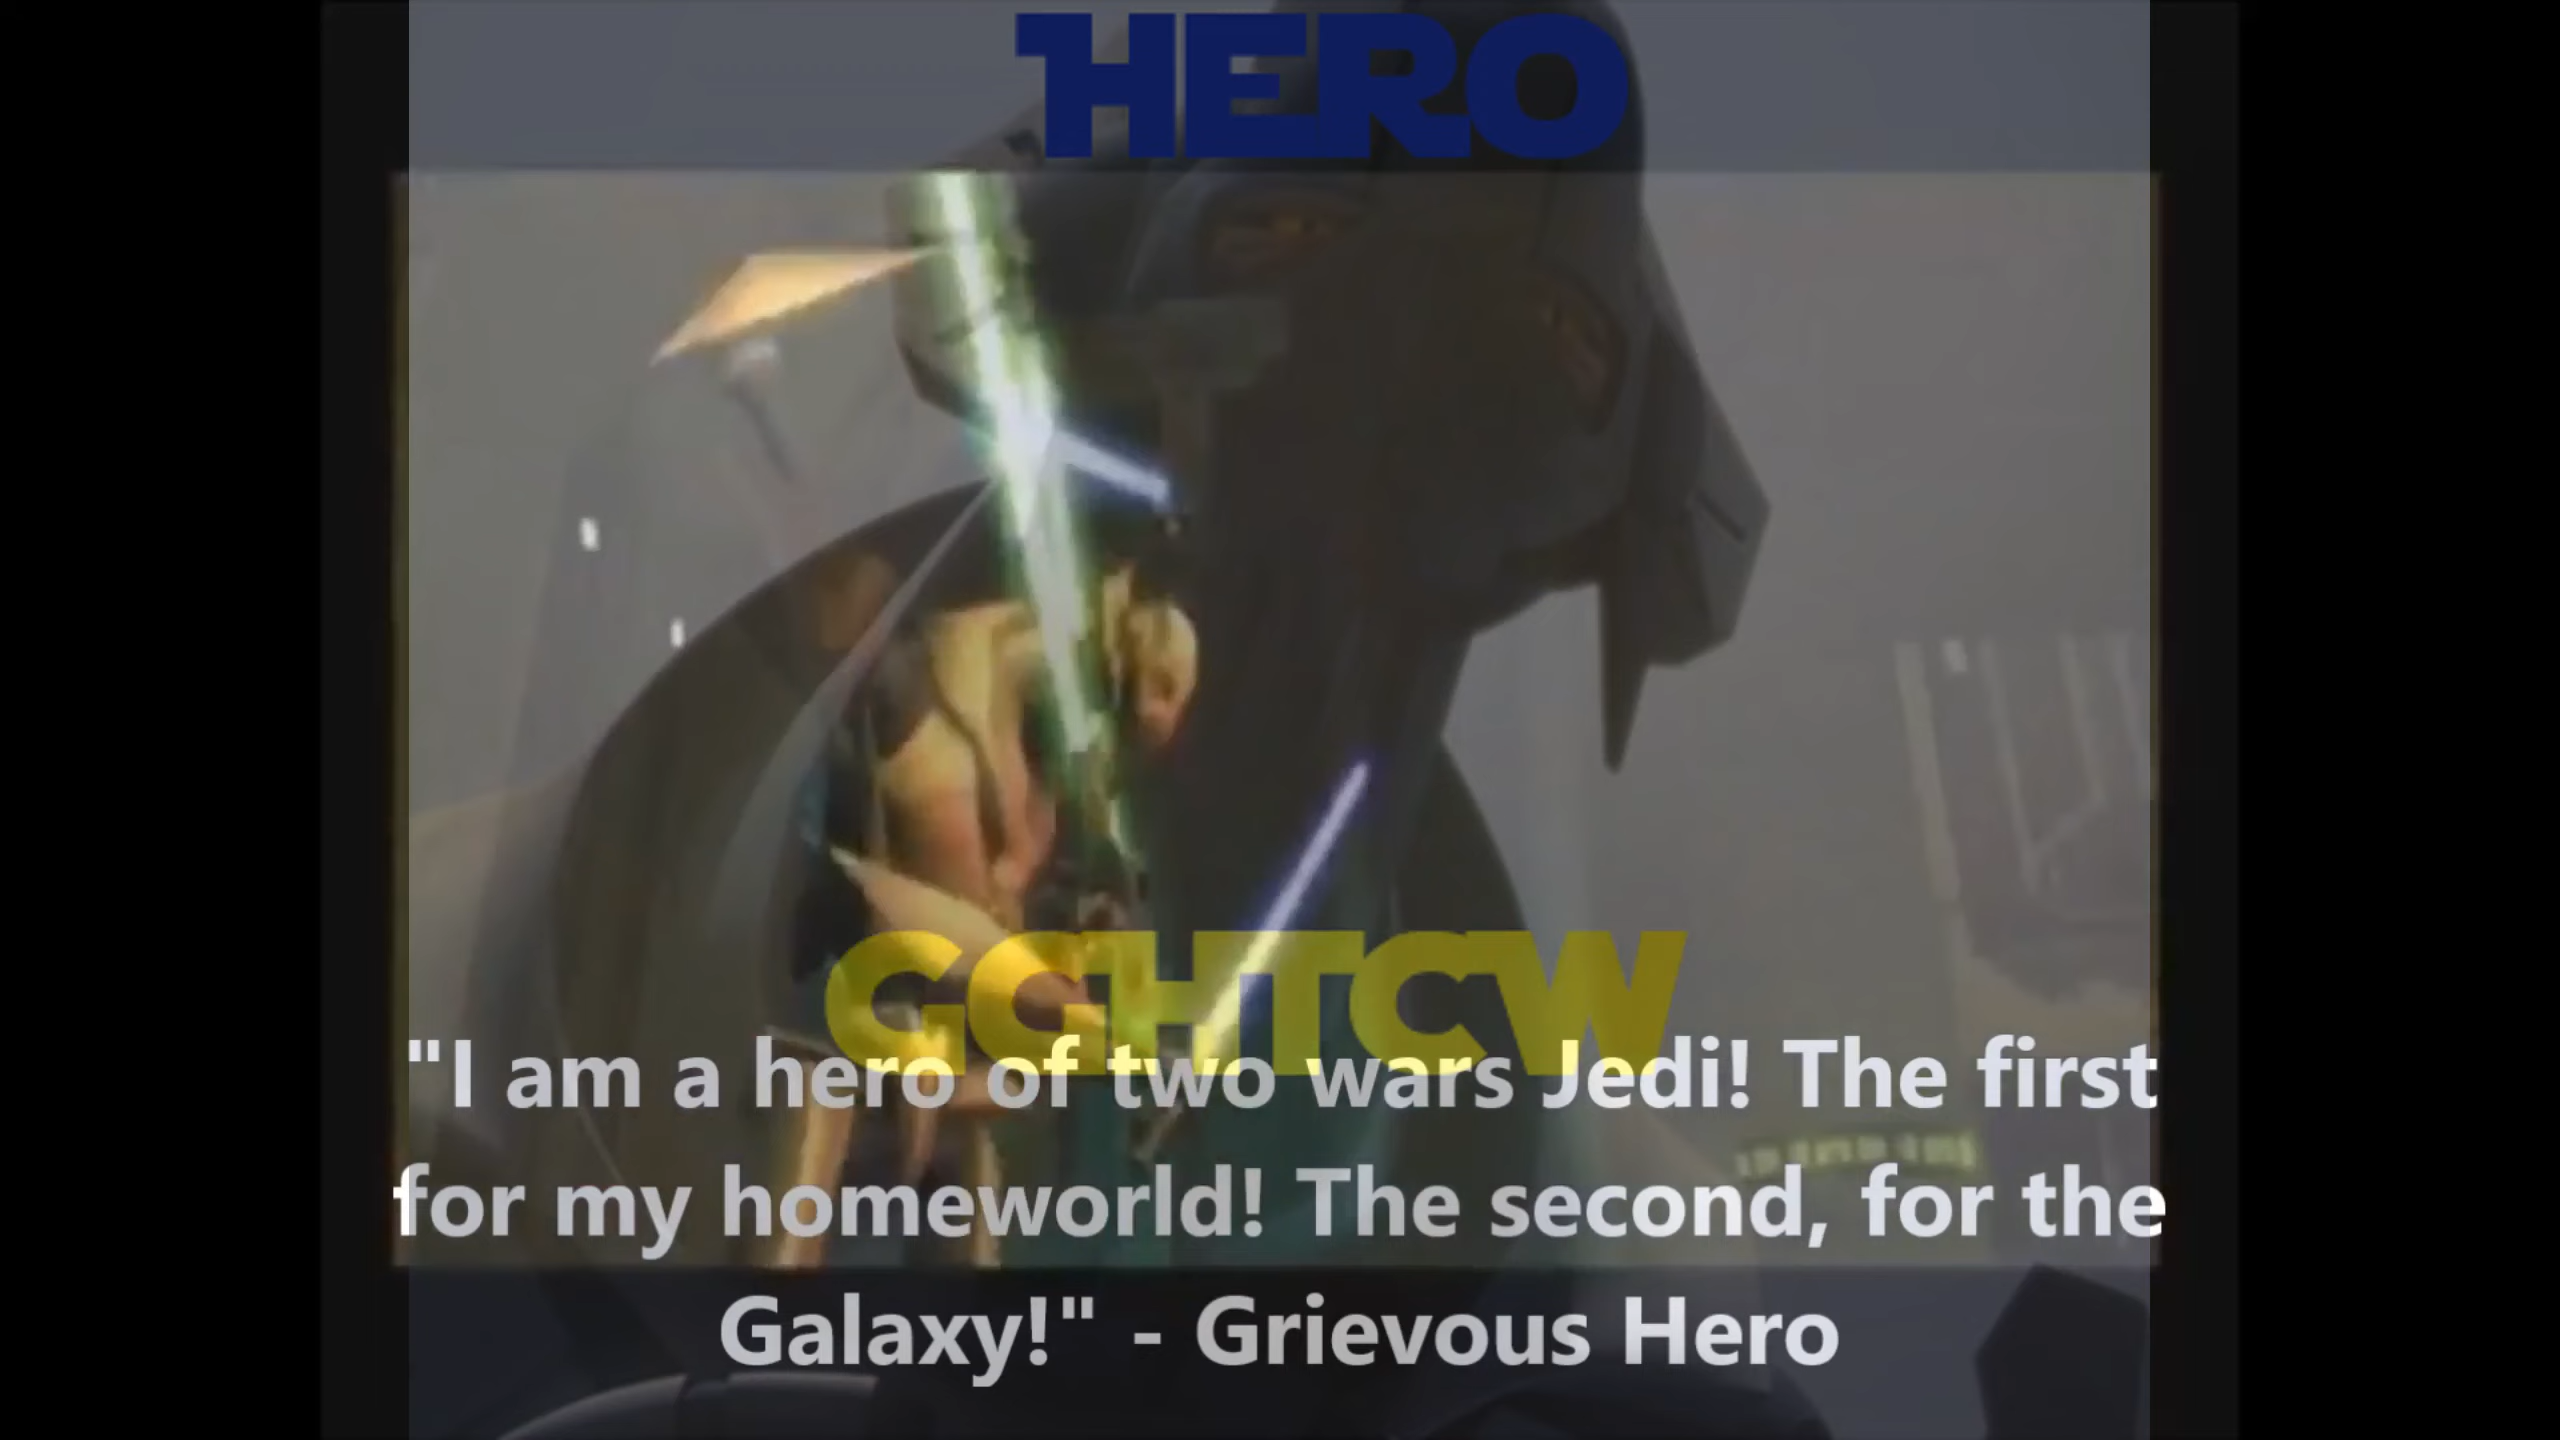 HERO
GGHTCW
"I am a hero of two wars Jedi! The first
for my homeworld! The second, for the
Galaxy!" - Grievous Hero